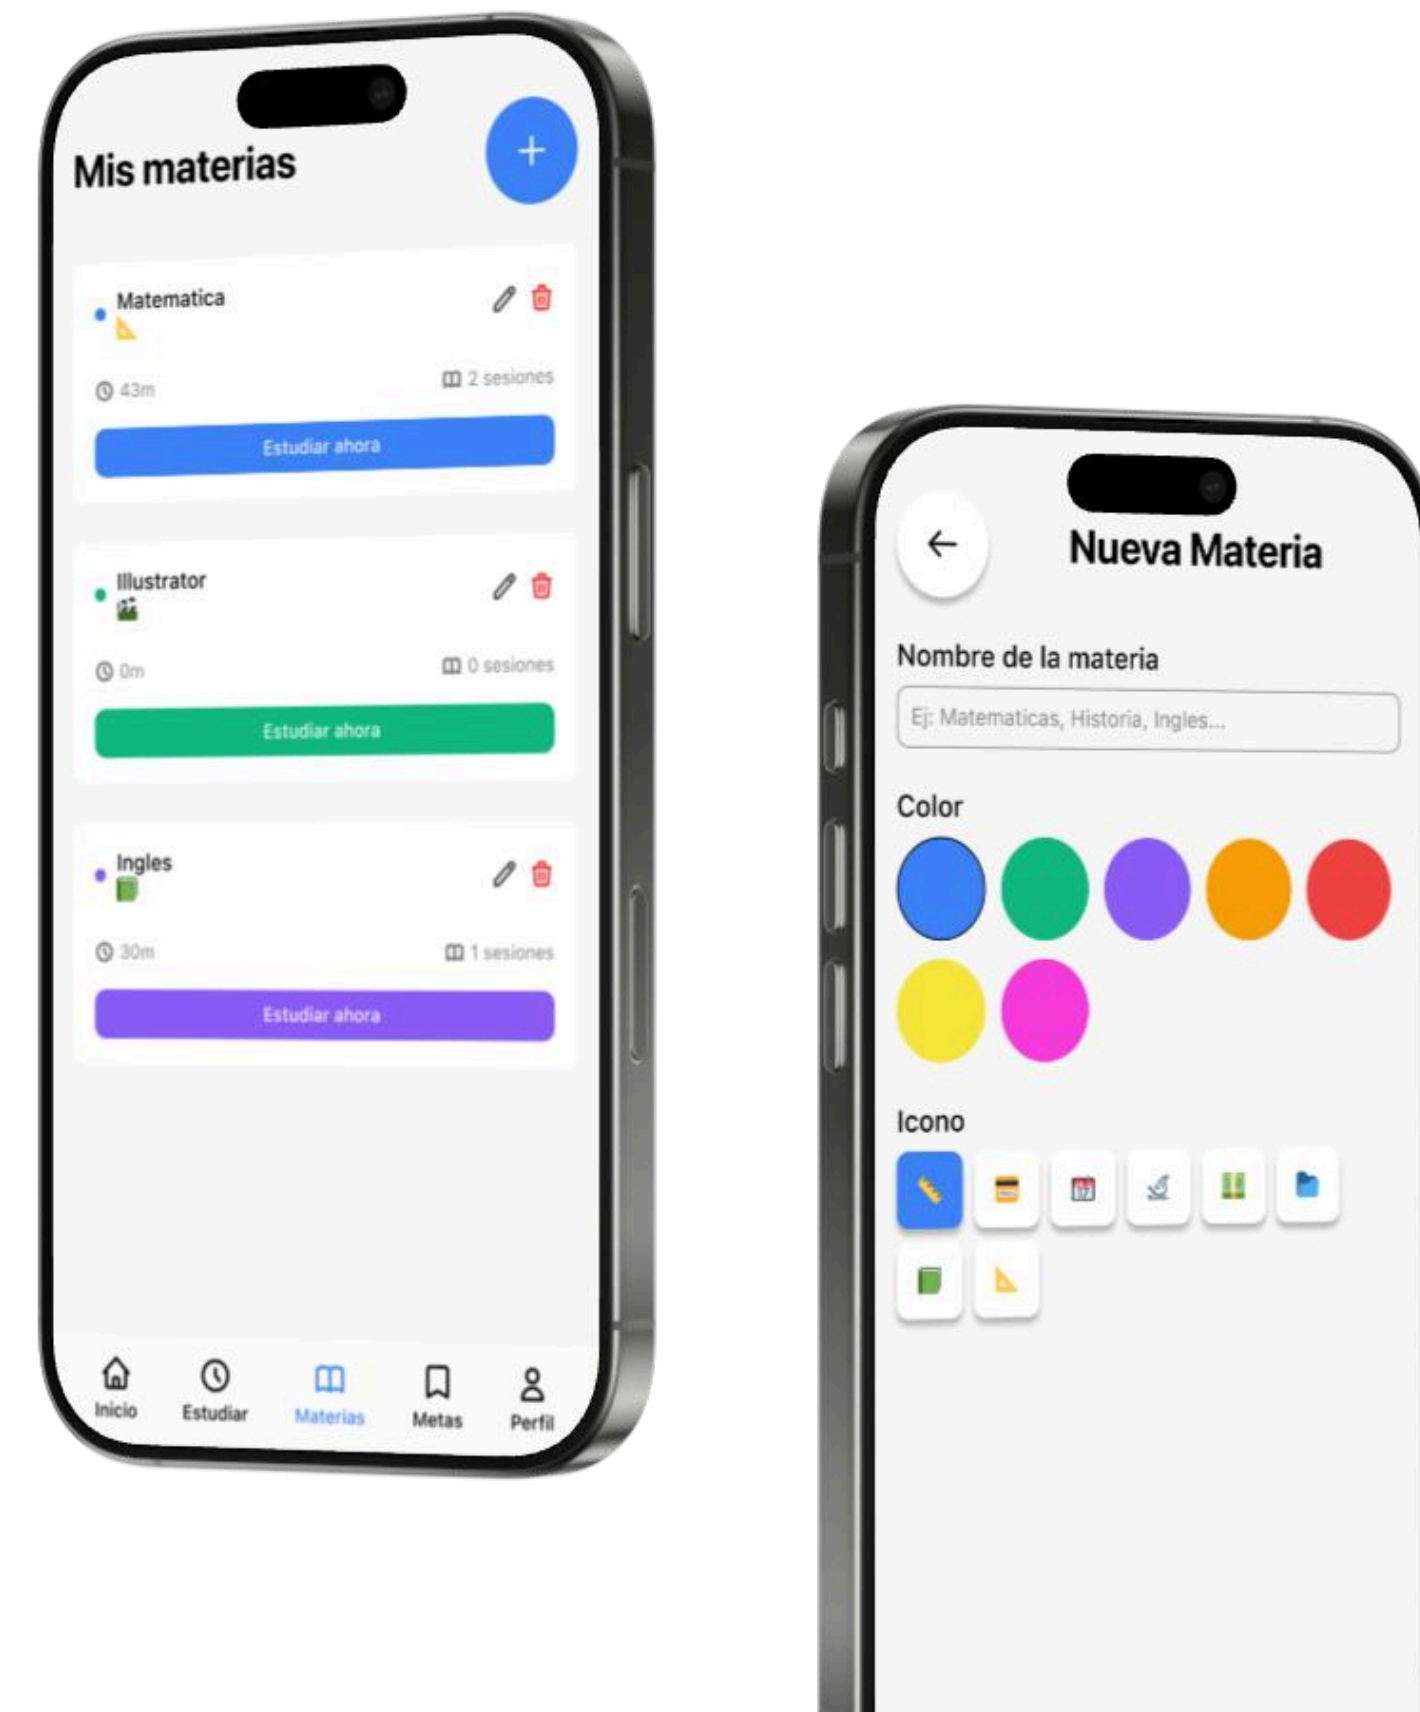 Mis materias
+
Matematica
43m
2 sesiones
Estudiar ahora
Illustrator
0m
0 sesiones
Estudiar ahora
Ingles
30m
1 sesiones
Estudiar ahora
Inicio
Estudiar
Materias
Metas
Perfil
Nueva Materia
Nombre de la materia
Ej: Matematicas, Historia, Ingles...
Color
Icono